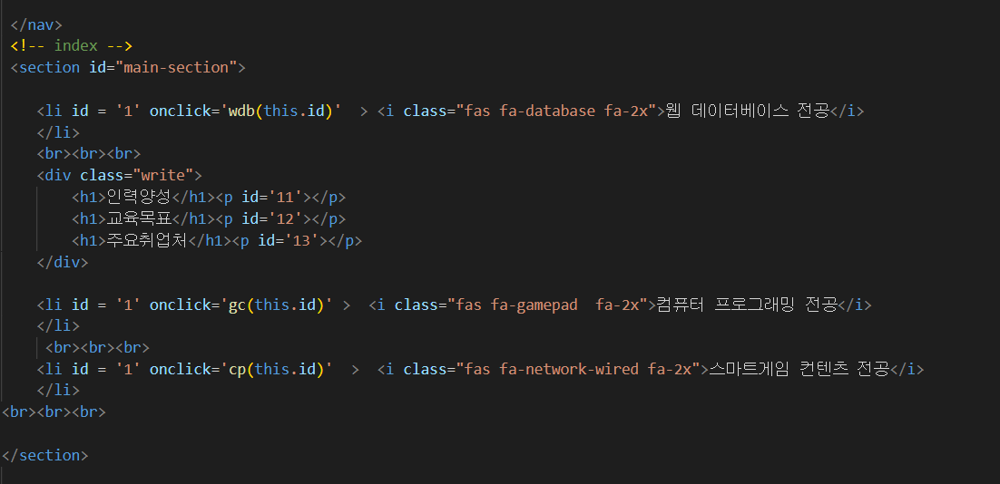 </nav>
<!-- index -->
<section id="main-section">
<li id = '1' onclick='wdb(this.id)'  > <i class="fas fa-database fa-2x">웹 데이터베이스 전공</i>
</li>
<br><br><br>
<div class="write">
<h1>인력양성</h1><p id='11'></p>
<h1>교육목표</h1><p id='12'></p>
<h1>주요취업처</h1><p id='13'></p>
</div>
<li id = '1' onclick='gc(this.id)' >  <i class="fas fa-gamepad  fa-2x">컴퓨터 프로그래밍 전공</i>
</li>
<br><br><br>
<li id = '1' onclick='cp(this.id)'  >  <i class="fas fa-network-wired fa-2x">스마트게임 컨텐츠 전공</i>
</li>
<br><br><br>
</section>